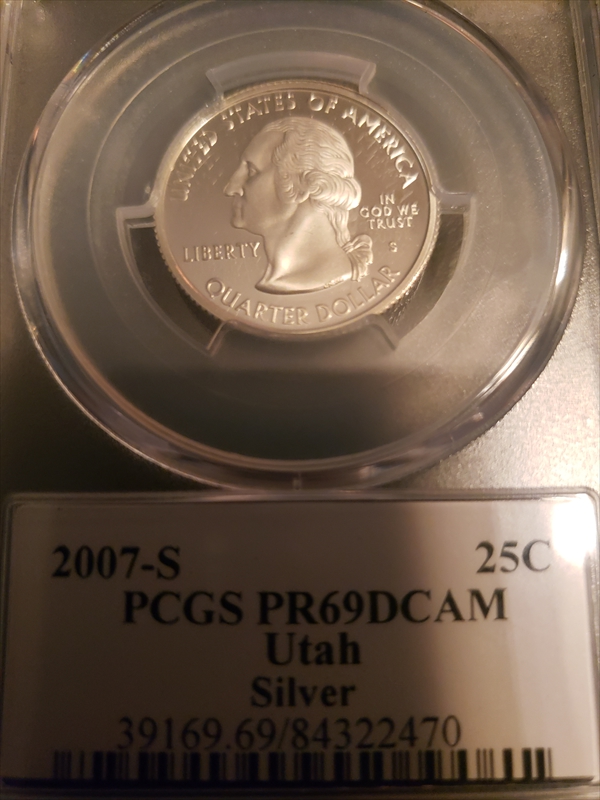 UNITED STATES OF AMERICA
IN
GOD WE
TRUST
LIBERTY
S
QUARTER DOLLAR
2007-S 25C
PCGS PR69DCAM
Utah
Silver
39169.69/84322470